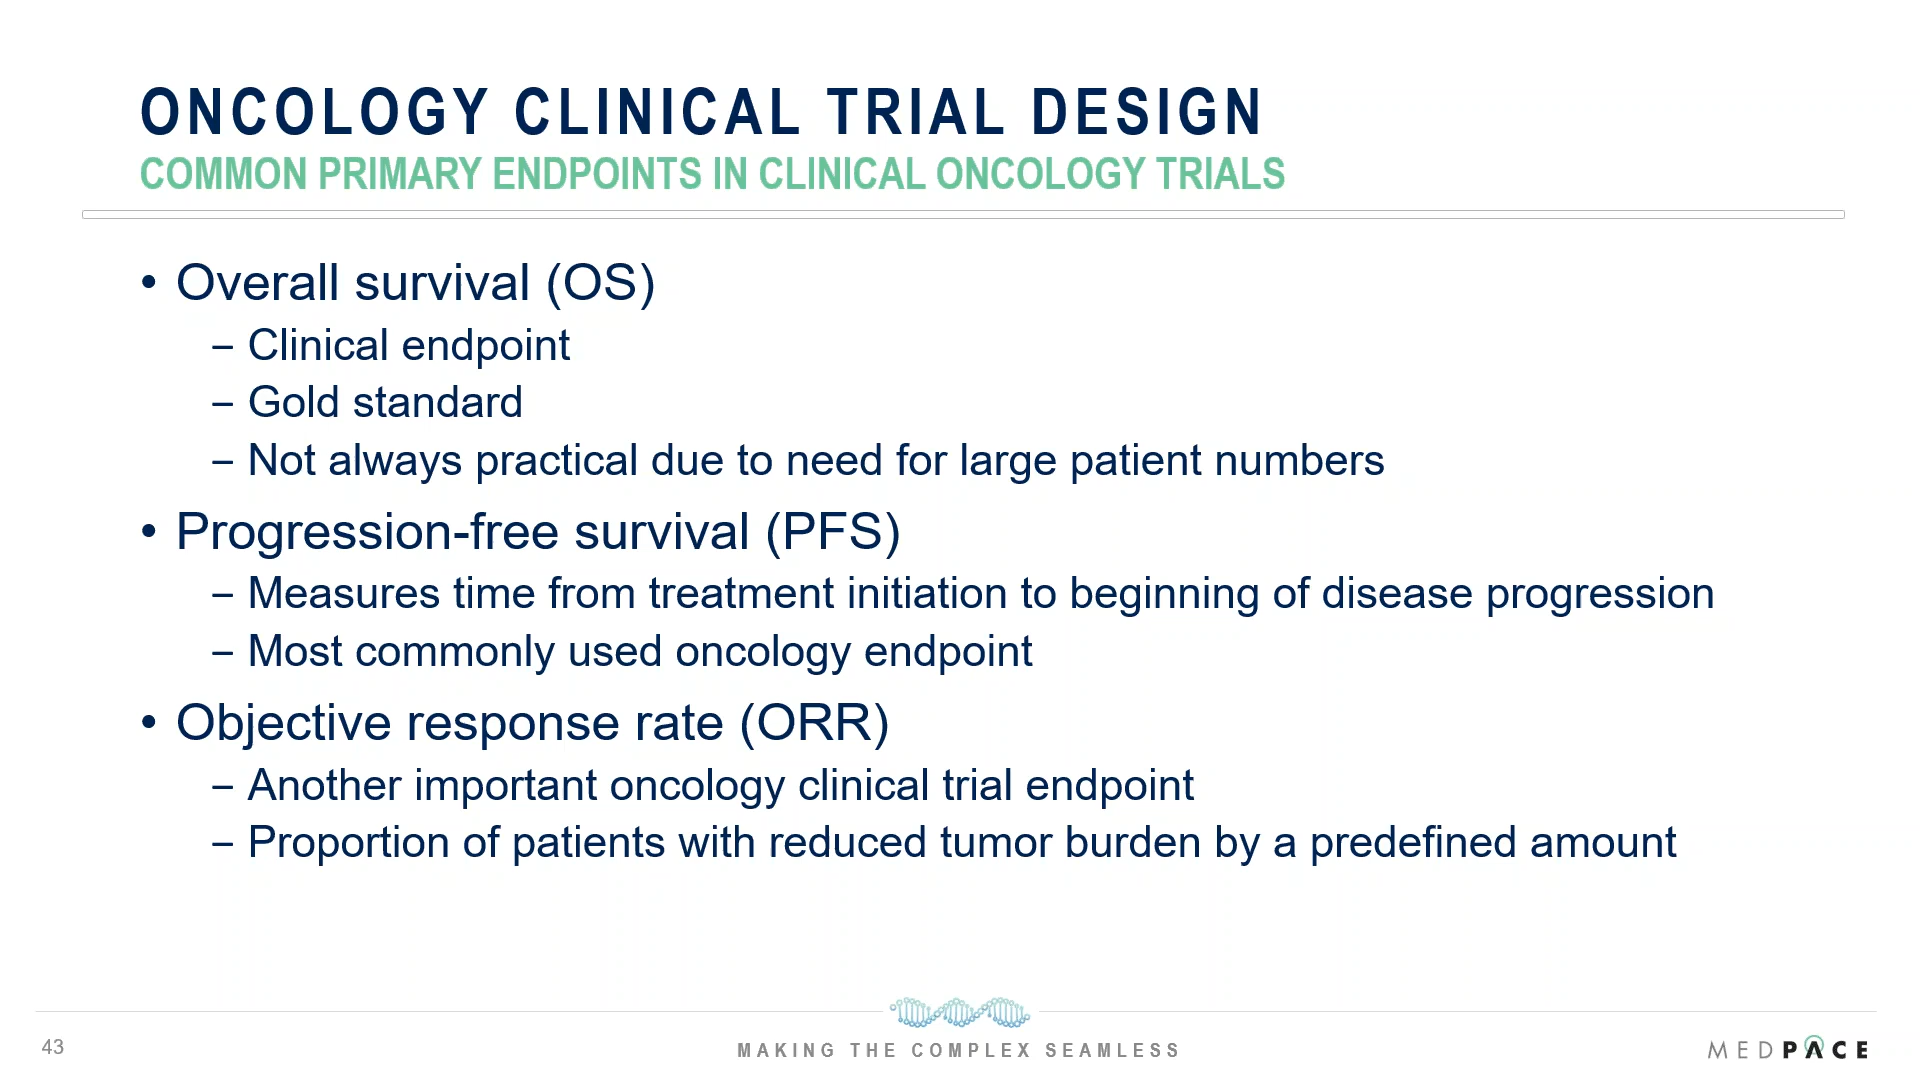 ONCOLOGY CLINICAL TRIAL DESIGN
COMMON PRIMARY ENDPOINTS IN CLINICAL ONCOLOGY TRIALS
• Overall survival (OS)
– Clinical endpoint
– Gold standard
– Not always practical due to need for large patient numbers
• Progression-free survival (PFS)
– Measures time from treatment initiation to beginning of disease progression
– Most commonly used oncology endpoint
• Objective response rate (ORR)
– Another important oncology clinical trial endpoint
– Proportion of patients with reduced tumor burden by a predefined amount
43
MAKING THE COMPLEX SEAMLESS
MEDPACE